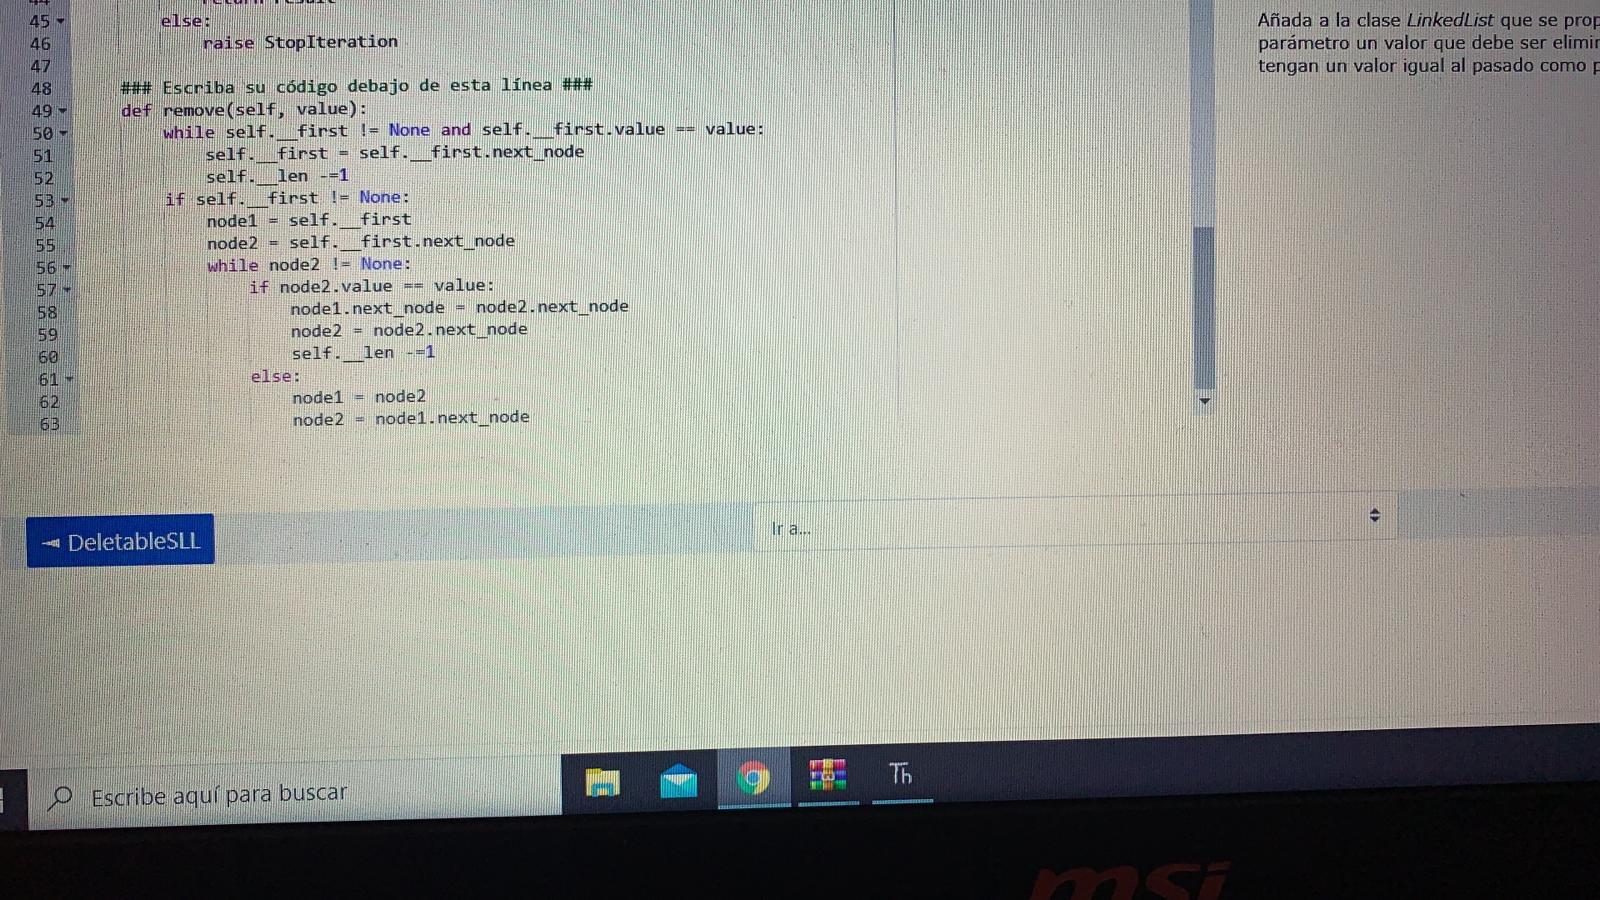 45 else:
46 raise StopIteration
47
48 ### Escriba su código debajo de esta línea ###
49 def remove(self, value):
50 while self.__first != None and self.__first.value == value:
51 self.__first = self.__first.next_node
52 self.__len -=1
53 if self.__first != None:
54 node1 = self.__first
55 node2 = self.__first.next_node
56 while node2 != None:
57 if node2.value == value:
58 node1.next_node = node2.next_node
59 node2 = node2.next_node
60 self.__len -=1
61 else:
62 node1 = node2
63 node2 = node1.next_node
Añada a la clase LinkedList que se
parámetro un valor que debe ser
tengan un valor igual al pasado como
DeletableSLL
Ir a...
Escribe aquí para buscar
Th
msi